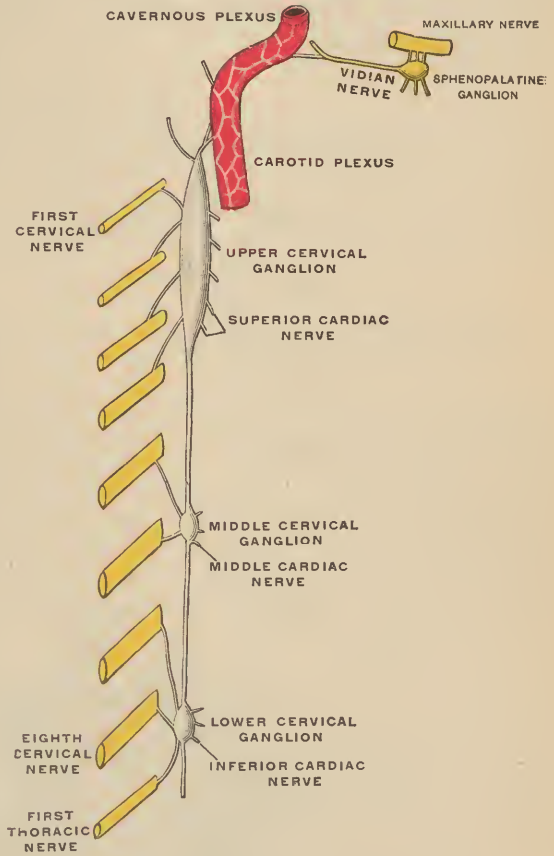 CAVERNOUS PLEXUS
MAXILLARY NERVE
VIDIAN
NERVE
SPHENOPALATINE
GANGLION
CAROTID PLEXUS
FIRST
CERVICAL
NERVE
UPPER CERVICAL
GANGLION
SUPERIOR CARDIAC
NERVE
MIDDLE CERVICAL
GANGLION
MIDDLE CARDIAC
NERVE
LOWER CERVICAL
GANGLION
EIGHTH
CERVICAL
NERVE
INFERIOR CARDIAC
NERVE
FIRST
THORACIC
NERVE